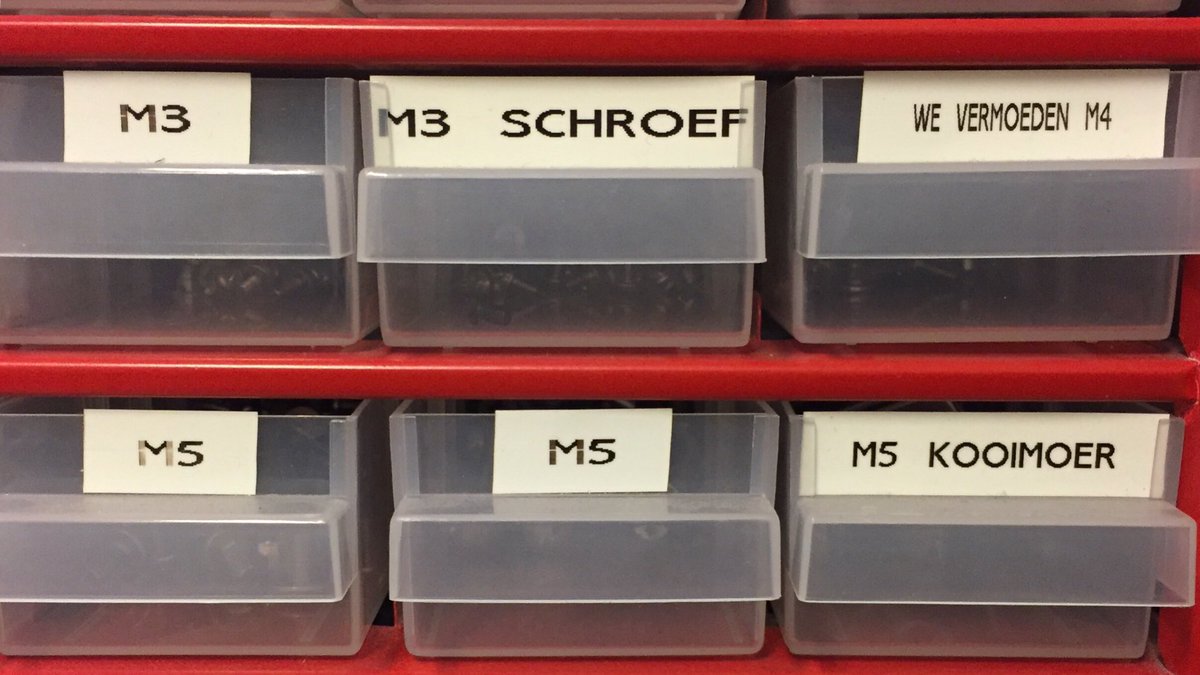 M3
M3 SCHROEF
WE VERMOEDEN M4
M5
M5
M5 KOOIMOER